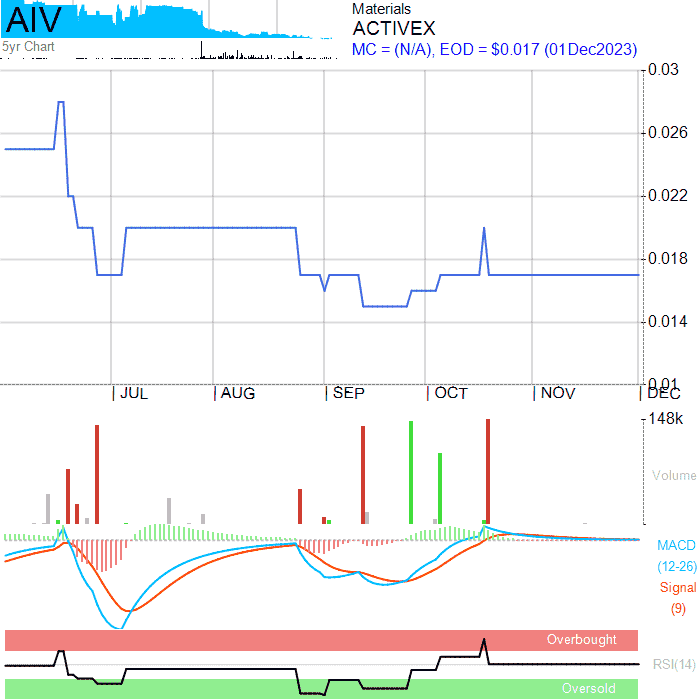 AIV
5yr Chart
Materials
ACTIVEX
MC = (N/A), EOD = $0.017 (01Dec2023)
0.03
0.026
0.022
0.018
0.014
0.01
JUL AUG SEP OCT NOV DEC
148k
Volume
MACD
(12-26)
Signal
(9)
Overbought
RSI(14)
Oversold